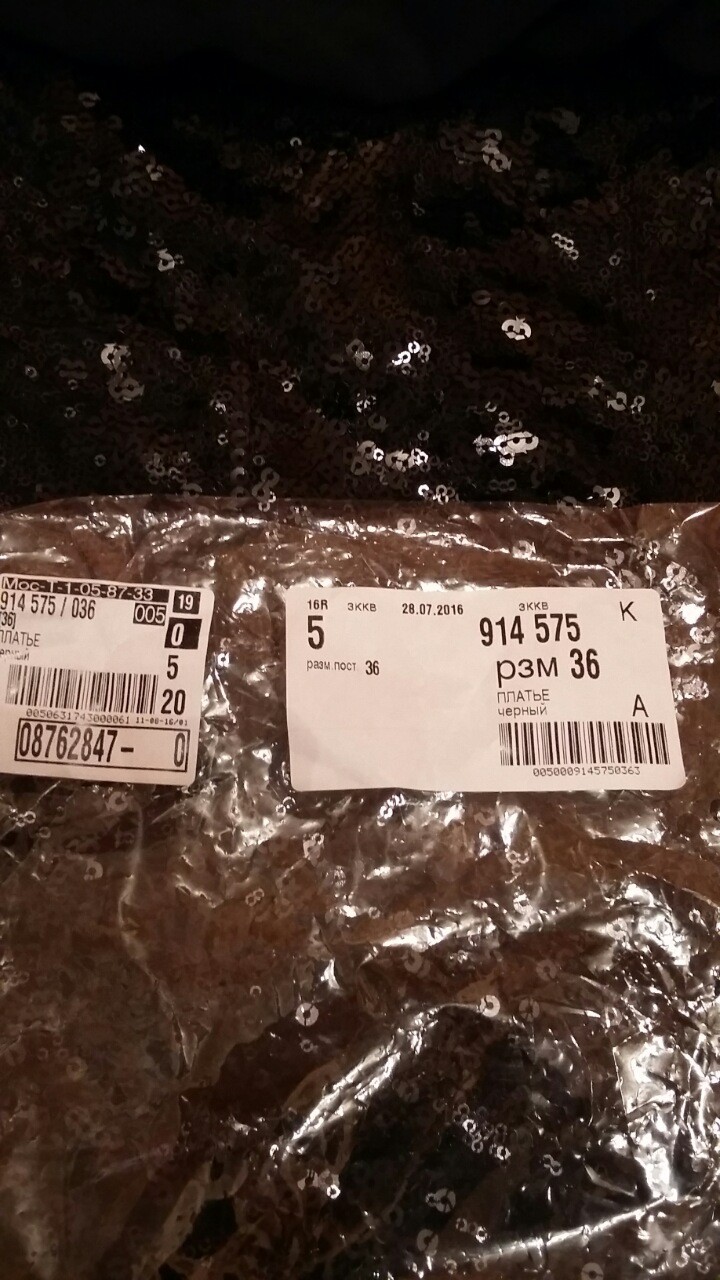 Мос-Т-1-05-87-33
19
914 575 / 036
005
0
[36]
ПЛАТЬЕ
5
20
0050631743000061 11-08-16/01
08762847- 0
16R ЗККВ 28.07.2016 ЗККВ K
5 914 575
разм.пост 36 рзм 36
ПЛАТЬЕ
черный A
0050009145750363